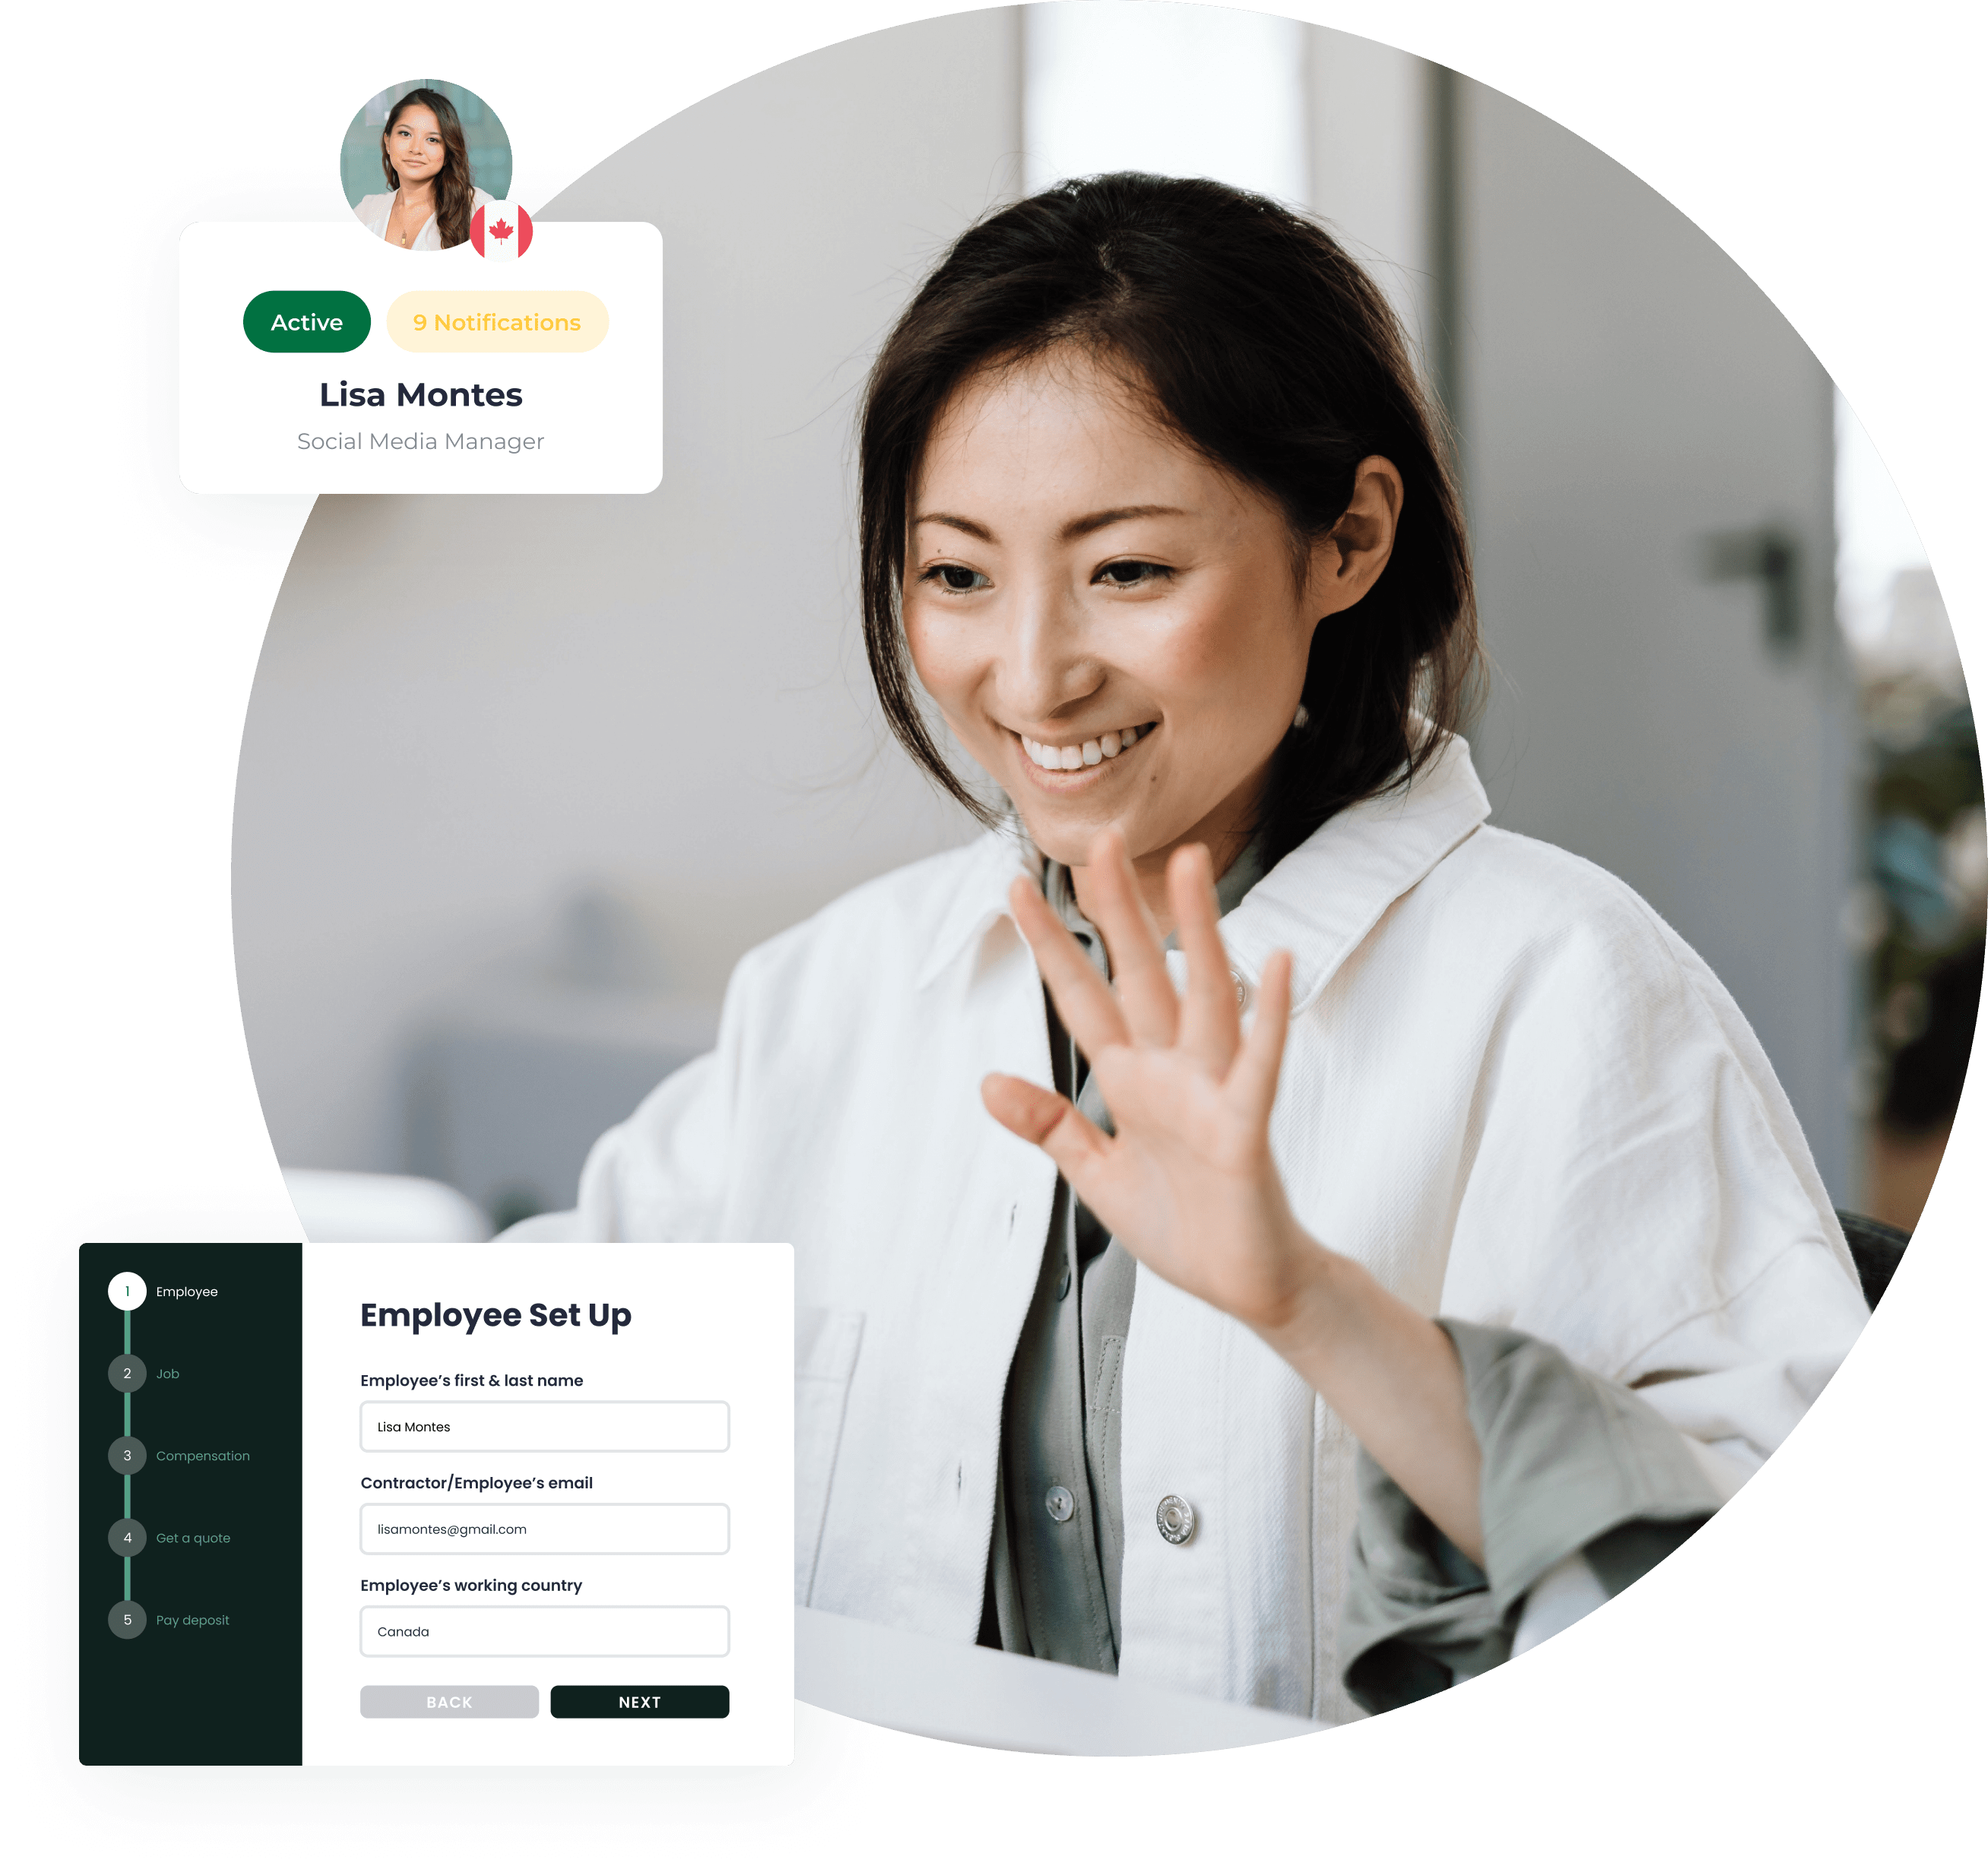 Active
9 Notifications
Lisa Montes
Social Media Manager
1 Employee
2 Job
3 Compensation
4 Get a quote
5 Pay deposit
Employee Set Up
Employee’s first & last name
Lisa Montes
Contractor/Employee’s email
lisamontes@gmail.com
Employee’s working country
Canada
BACK
NEXT